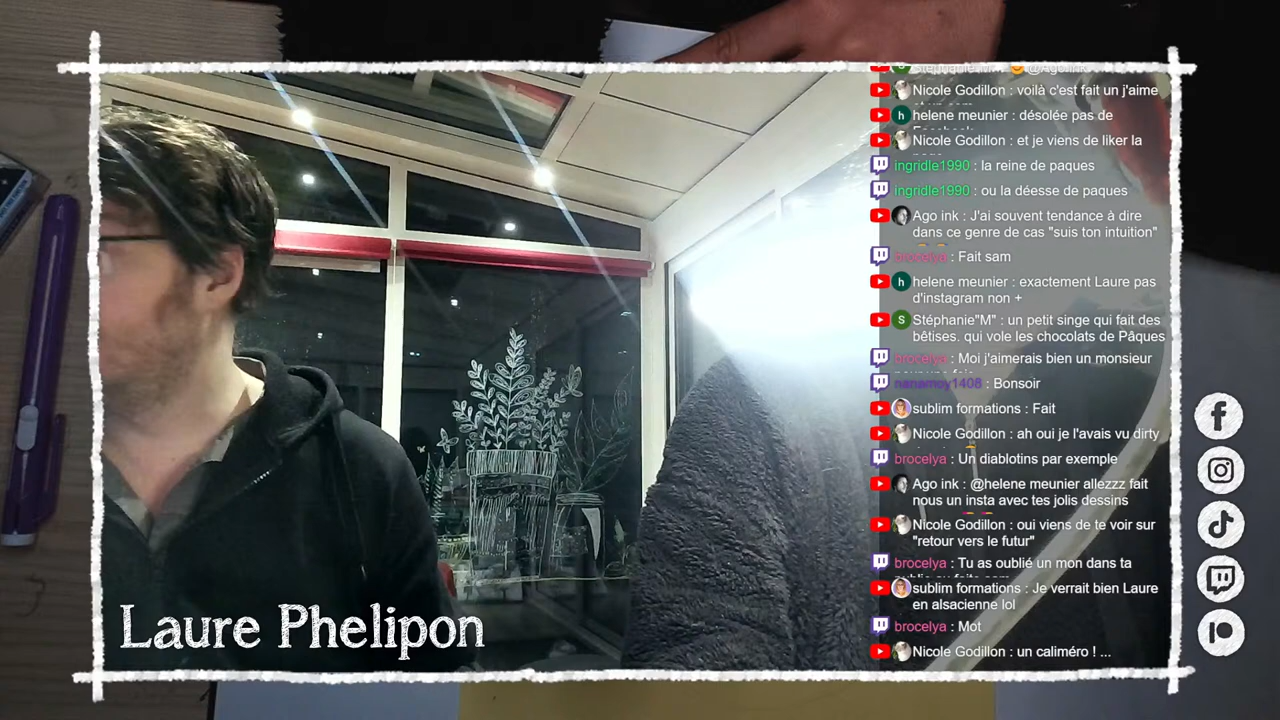 Nicole Godillon : voilà c'est fait un j'aime
helene meunier : désolée pas de
Nicole Godillon : et je viens de liker la
ingridle1990 : la reine de paques
ingridle1990 : ou la déesse de paques
Ago ink : J'ai souvent tendance à dire
dans ce genre de cas "suis ton intuition"
brocelya : Fait sam
helene meunier : exactement Laure pas
d'instagram non +
Stéphanie"M" : un petit singe qui fait des
bêtises. qui vole les chocolats de Pâques
brocelya : Moi j'aimerais bien un monsieur
nanamoy1408 : Bonsoir
sublim formations : Fait
Nicole Godillon : ah oui je l'avais vu dirty
brocelya : Un diablotins par exemple
Ago ink : @helene meunier allezzz fait
nous un insta avec tes jolis dessins
Nicole Godillon : oui viens de te voir sur
"retour vers le futur"
brocelya : Tu as oublié un mon dans ta
sublim formations : Je verrait bien Laure
en alsacienne lol
brocelya : Mot
Nicole Godillon : un caliméro ! ...
Laure Phelipon